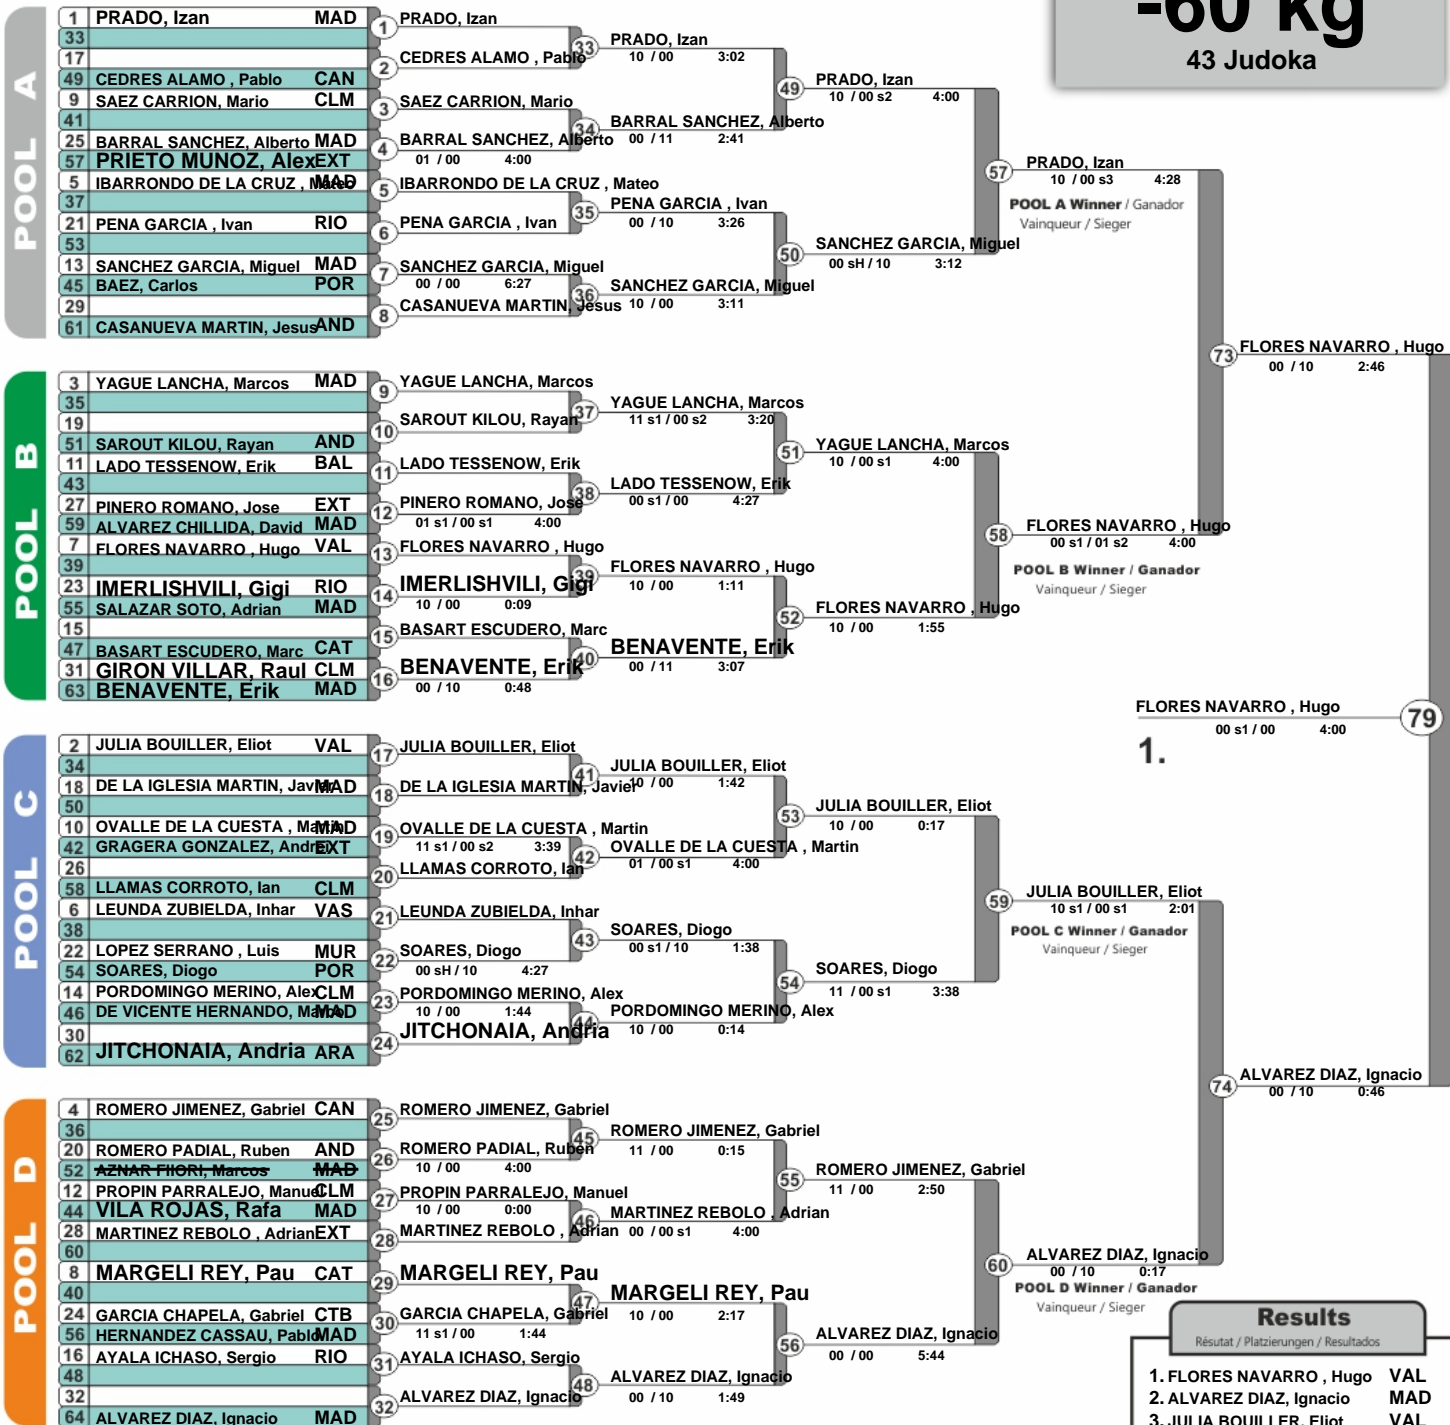 -60 kg
43 Judoka
POOL A
1 PRADO, Izan MAD
33
17
49 CEDRES ALAMO , Pablo CAN
9 SAEZ CARRION, Mario CLM
41
25 BARRAL SANCHEZ, Alberto MAD
57 PRIETO MUNOZ, Alex EXT
5 IBARRONDO DE LA CRUZ , Mateo MAD
37
21 PENA GARCIA , Ivan RIO
53
13 SANCHEZ GARCIA, Miguel MAD
45 BAEZ, Carlos POR
29
61 CASANUEVA MARTIN, Jesus AND
1 PRADO, Izan
2 CEDRES ALAMO , Pablo
3 SAEZ CARRION, Mario
4 BARRAL SANCHEZ, Alberto
01 / 00 4:00
5 IBARRONDO DE LA CRUZ , Mateo
6 PENA GARCIA , Ivan
7 SANCHEZ GARCIA, Miguel
00 / 00 6:27
8 CASANUEVA MARTIN, Jesus
33 PRADO, Izan
10 / 00 3:02
34 BARRAL SANCHEZ, Alberto
00 / 11 2:41
35 PENA GARCIA , Ivan
00 / 10 3:26
36 SANCHEZ GARCIA, Miguel
10 / 00 3:11
49 PRADO, Izan
10 / 00 s2 4:00
50 SANCHEZ GARCIA, Miguel
00 sH / 10 3:12
57 PRADO, Izan
10 / 00 s3 4:28
POOL A Winner / Ganador
Vainqueur / Sieger
POOL B
3 YAGUE LANCHA, Marcos MAD
35
19
51 SAROUT KILOU, Rayan AND
11 LADO TESSENOW, Erik BAL
43
27 PINERO ROMANO, Jose EXT
59 ALVAREZ CHILLIDA, David MAD
7 FLORES NAVARRO , Hugo VAL
39
23 IMERLISHVILI, Gigi RIO
55 SALAZAR SOTO, Adrian MAD
15
47 BASART ESCUDERO, Marc CAT
31 GIRON VILLAR, Raul CLM
63 BENAVENTE, Erik MAD
9 YAGUE LANCHA, Marcos
10 SAROUT KILOU, Rayan
11 LADO TESSENOW, Erik
12 PINERO ROMANO, Jose
01 s1 / 00 s1 4:00
13 FLORES NAVARRO , Hugo
14 IMERLISHVILI, Gigi
10 / 00 0:09
15 BASART ESCUDERO, Marc
16 BENAVENTE, Erik
00 / 10 0:48
37 YAGUE LANCHA, Marcos
11 s1 / 00 s2 3:20
38 LADO TESSENOW, Erik
00 s1 / 00 4:27
39 FLORES NAVARRO , Hugo
10 / 00 1:11
40 BENAVENTE, Erik
00 / 11 3:07
51 YAGUE LANCHA, Marcos
10 / 00 s1 4:00
52 FLORES NAVARRO , Hugo
10 / 00 1:55
58 FLORES NAVARRO , Hugo
00 s1 / 01 s2 4:00
POOL B Winner / Ganador
Vainqueur / Sieger
73 FLORES NAVARRO , Hugo
00 / 10 2:46
FLORES NAVARRO , Hugo 79
00 s1 / 00 4:00
1.
POOL C
2 JULIA BOUILLER, Eliot VAL
34
18 DE LA IGLESIA MARTIN, Javier MAD
50
10 OVALLE DE LA CUESTA , Martin MAD
42 GRAGERA GONZALEZ, Andrei EXT
26
58 LLAMAS CORROTO, Ian CLM
6 LEUNDA ZUBIELDA, Inhar VAS
38
22 LOPEZ SERRANO , Luis MUR
54 SOARES, Diogo POR
14 PORDOMINGO MERINO, Alex CLM
46 DE VICENTE HERNANDO, MAD
30
62 JITCHONAIA, Andria ARA
17 JULIA BOUILLER, Eliot
18 DE LA IGLESIA MARTIN, Javier
19 OVALLE DE LA CUESTA , Martin
11 s1 / 00 s2 3:39
20 LLAMAS CORROTO, Ian
21 LEUNDA ZUBIELDA, Inhar
22 SOARES, Diogo
00 sH / 10 4:27
23 PORDOMINGO MERINO, Alex
10 / 00 1:44
24 JITCHONAIA, Andria
41 JULIA BOUILLER, Eliot
10 / 00 1:42
42 OVALLE DE LA CUESTA , Martin
01 / 00 s1 4:00
43 SOARES, Diogo
00 s1 / 10 1:38
44 PORDOMINGO MERINO, Alex
10 / 00 0:14
53 JULIA BOUILLER, Eliot
10 / 00 0:17
54 SOARES, Diogo
11 / 00 s1 3:38
59 JULIA BOUILLER, Eliot
10 s1 / 00 s1 2:01
POOL C Winner / Ganador
Vainqueur / Sieger
POOL D
4 ROMERO JIMENEZ, Gabriel CAN
36
20 ROMERO PADIAL, Ruben AND
52 AZNAR FIIORI, Marcos MAD
12 PROPIN PARRALEJO, Manuel CLM
44 VILA ROJAS, Rafa MAD
28 MARTINEZ REBOLO , Adrian EXT
60
8 MARGELI REY, Pau CAT
40
24 GARCIA CHAPELA, Gabriel CTB
56 HERNANDEZ CASSAU, Pablo MAD
16 AYALA ICHASO, Sergio RIO
48
32
64 ALVAREZ DIAZ, Ignacio MAD
25 ROMERO JIMENEZ, Gabriel
26 ROMERO PADIAL, Ruben
10 / 00 4:00
27 PROPIN PARRALEJO, Manuel
10 / 00 0:00
28 MARTINEZ REBOLO , Adrian
29 MARGELI REY, Pau
30 GARCIA CHAPELA, Gabriel
11 s1 / 00 1:44
31 AYALA ICHASO, Sergio
32 ALVAREZ DIAZ, Ignacio
45 ROMERO JIMENEZ, Gabriel
11 / 00 0:15
46 MARTINEZ REBOLO , Adrian
00 / 00 s1 4:00
47 MARGELI REY, Pau
10 / 00 2:17
48 ALVAREZ DIAZ, Ignacio
00 / 10 1:49
55 ROMERO JIMENEZ, Gabriel
11 / 00 2:50
56 ALVAREZ DIAZ, Ignacio
00 / 00 5:44
60 ALVAREZ DIAZ, Ignacio
00 / 10 0:17
POOL D Winner / Ganador
Vainqueur / Sieger
74 ALVAREZ DIAZ, Ignacio
00 / 10 0:46
Results
Résutat / Platzierungen / Resultados
1. FLORES NAVARRO , Hugo VAL
2. ALVAREZ DIAZ, Ignacio MAD
3. JULIA BOUILLER, Eliot VAL